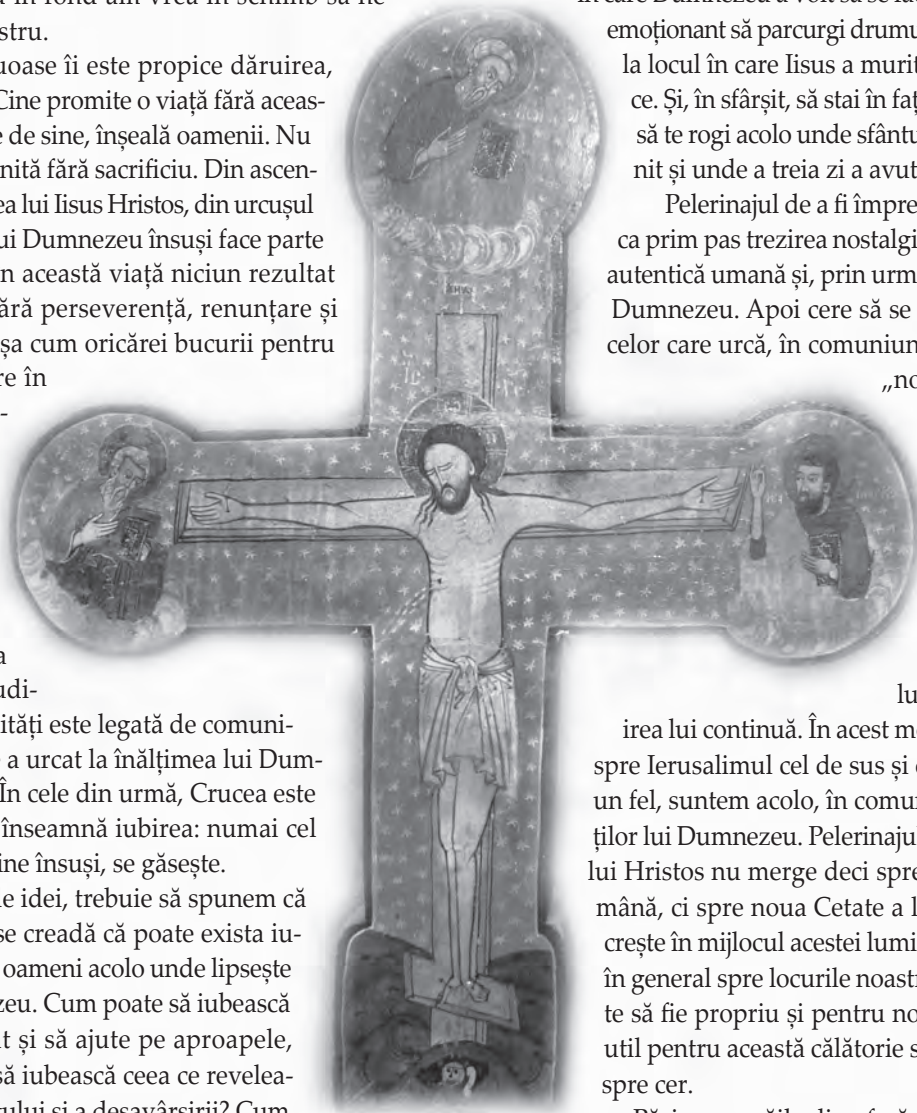 în fond am vrea în schimb să ne
stru.
uoase îi este propice dăruirea,
Cine promite o viață fără aceas-
de sine, înșeală oamenii. Nu
nită fără sacrificiu. Din ascen-
ea lui Iisus Hristos, din urcușul
ui Dumnezeu însuși face parte
n această viață niciun rezultat
ără perseverență, renunțare și
șa cum oricărei bucurii pentru
re în
-
a
udi-
ități este legată de comuni-
a urcat la înălțimea lui Dum-
În cele din urmă, Crucea este
înseamnă iubirea: numai cel
ine însuși, se găsește.
e idei, trebuie să spunem că
se creadă că poate exista iu-
oameni acolo unde lipsește
zeu. Cum poate să iubească
t și să ajute pe aproapele,
să iubească ceea ce revelea-
tului și a desăvârșirii? Cum
în care Dumnezeu a voit să se
emoționant să parcurgi drumu
la locul în care Iisus a murit
ce. Și, în sfârșit, să stai în faț
să te rogi acolo unde sfântu
nit și unde a treia zi a avut
Pelerinajul de a fi împre
ca prim pas trezirea nostalgi
autentică umană și, prin urm
Dumnezeu. Apoi cere să se
celor care urcă, în comuniun
„no
lu
irea lui continuă. În acest m
spre Ierusalimul cel de sus și
un fel, suntem acolo, în comu
ților lui Dumnezeu. Pelerinaju
lui Hristos nu merge deci spre
mână, ci spre noua Cetate a l
crește în mijlocul acestei lumi
în general spre locurile noastr
te să fie propriu și pentru no
util pentru această călătorie s
spre cer.